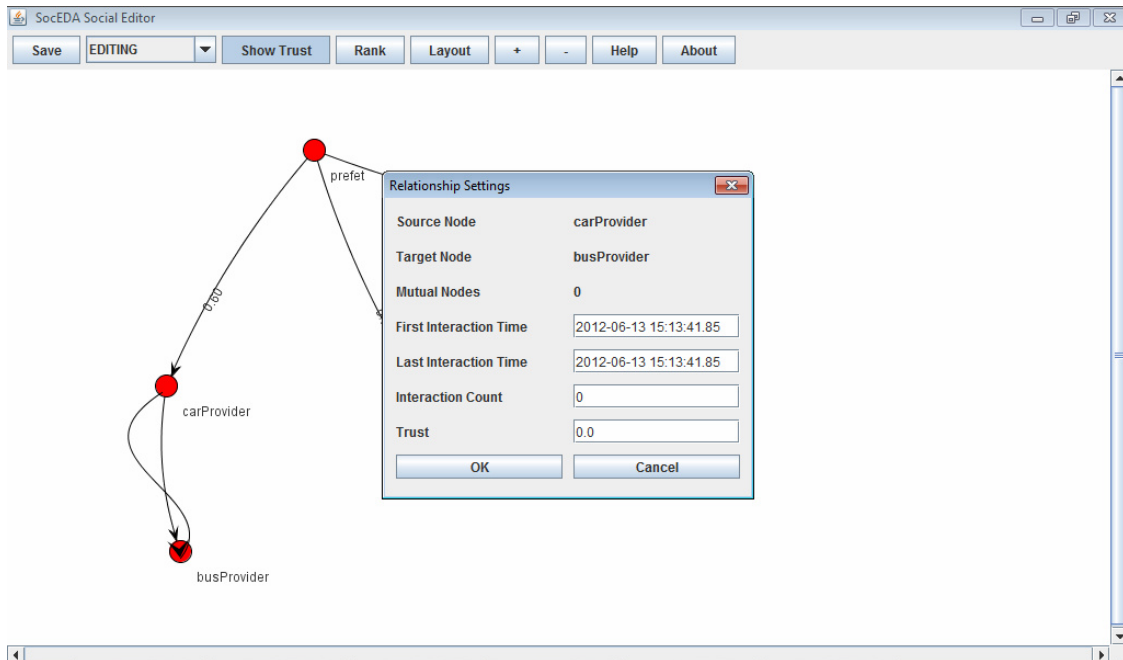 SocEDA Social Editor
Save EDITING Show Trust Rank Layout + - Help About
prefet
Relationship Settings
Source Node carProvider
Target Node busProvider
Mutual Nodes 0
First Interaction Time 2012-06-13 15:13:41.85
Last Interaction Time 2012-06-13 15:13:41.85
Interaction Count 0
Trust 0.0
OK Cancel
0.60
carProvider
busProvider